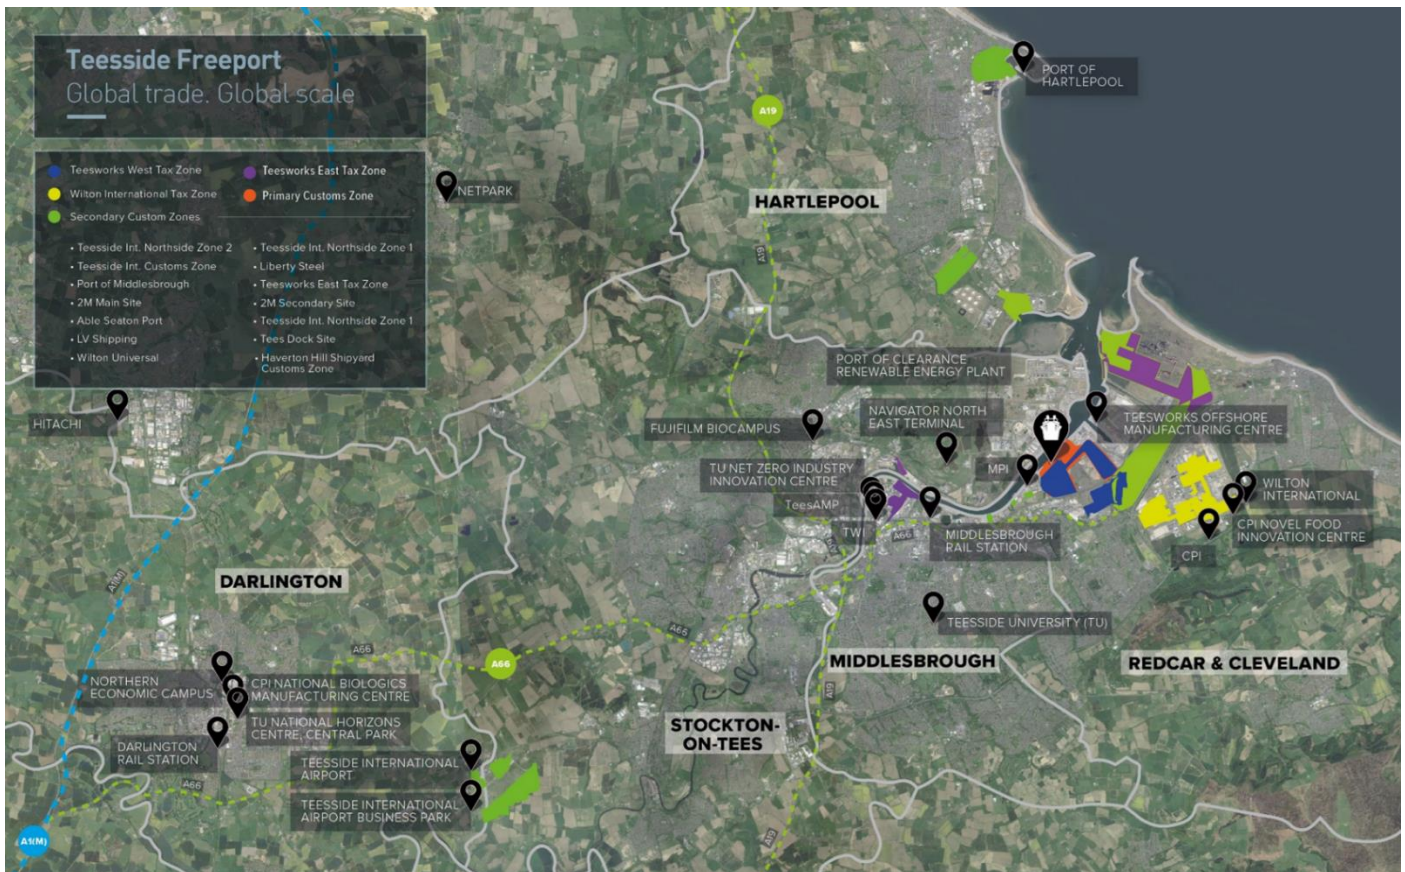 Teesside Freeport
Global trade. Global scale
Teesworks West Tax Zone
Teesworks East Tax Zone
Wilton International Tax Zone
Primary Customs Zone
Secondary Custom Zones
• Teesside Int. Northside Zone 2
• Teesside Int. Northside Zone 1
• Teesside Int. Customs Zone
• Liberty Steel
• Port of Middlesbrough
• Teesworks East Tax Zone
• 2M Main Site
• 2M Secondary Site
• Able Seaton Port
• Teesside Int. Northside Zone 1
• LV Shipping
• Tees Dock Site
• Wilton Universal
• Haverton Hill Shipyard
Customs Zone
PORT OF
HARTLEPOOL
A19
NETPARK
HARTLEPOOL
A19
PORT OF CLEARANCE
RENEWABLE ENERGY PLANT
HITACHI
FUJIFILM BIOCAMPUS
NAVIGATOR NORTH
EAST TERMINAL
TEESWORKS OFFSHORE
MANUFACTURING CENTRE
TU NET ZERO INDUSTRY
INNOVATION CENTRE
MPI
WILTON
INTERNATIONAL
TeesAMP
TWI
A66
A19
MIDDLESBROUGH
RAIL STATION
CPI NOVEL FOOD
INNOVATION CENTRE
CPI
A1(M)
DARLINGTON
TEESSIDE UNIVERSITY (TU)
A66
A66
A66
MIDDLESBROUGH
REDCAR & CLEVELAND
NORTHERN
ECONOMIC CAMPUS
CPI NATIONAL BIOLOGICS
MANUFACTURING CENTRE
A19
TU NATIONAL HORIZONS
CENTRE, CENTRAL PARK
STOCKTON-
ON-TEES
DARLINGTON
RAIL STATION
TEESSIDE INTERNATIONAL
AIRPORT
A66
TEESSIDE INTERNATIONAL
AIRPORT BUSINESS PARK
A1(M)
A19